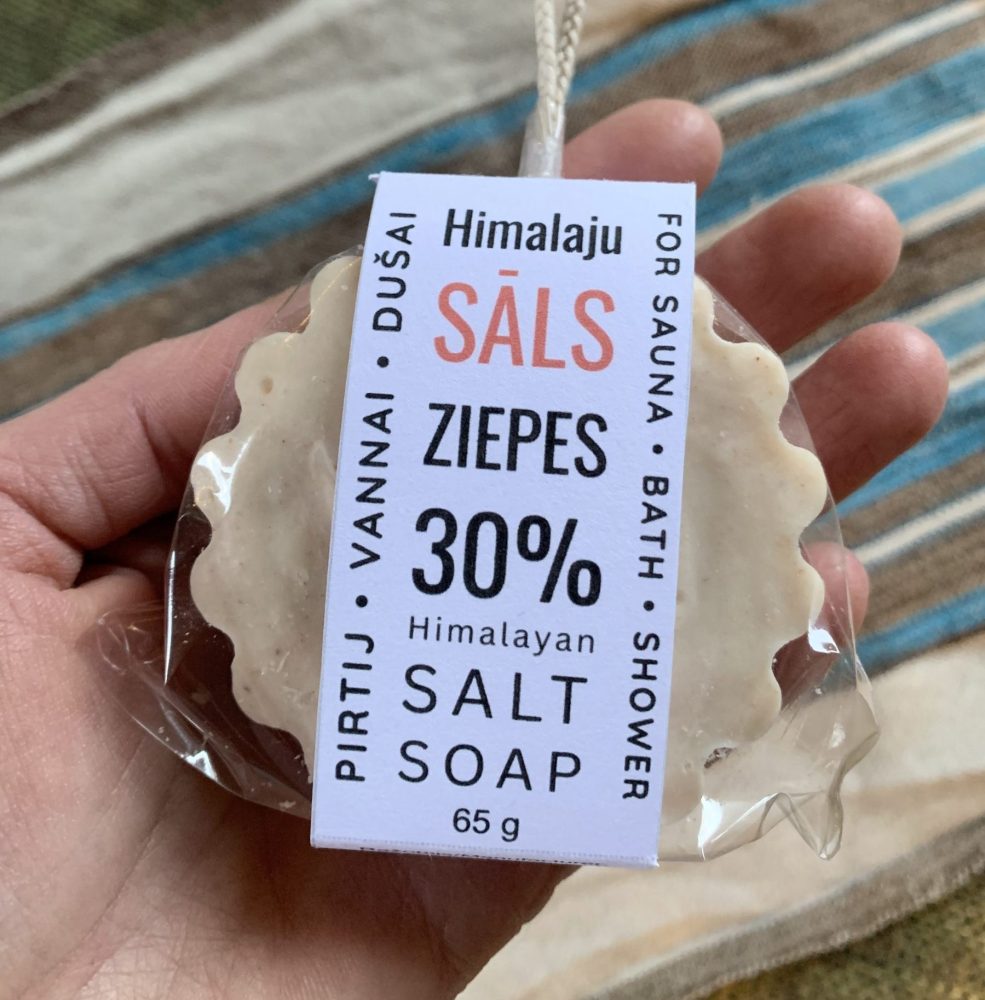 Himalaju
SĀLS
ZIEPES
30%
Himalayan
SALT
SOAP
65 g
PIRTIJ • VANNAI • DUŠAI
FOR SAUNA • BATH • SHOWER